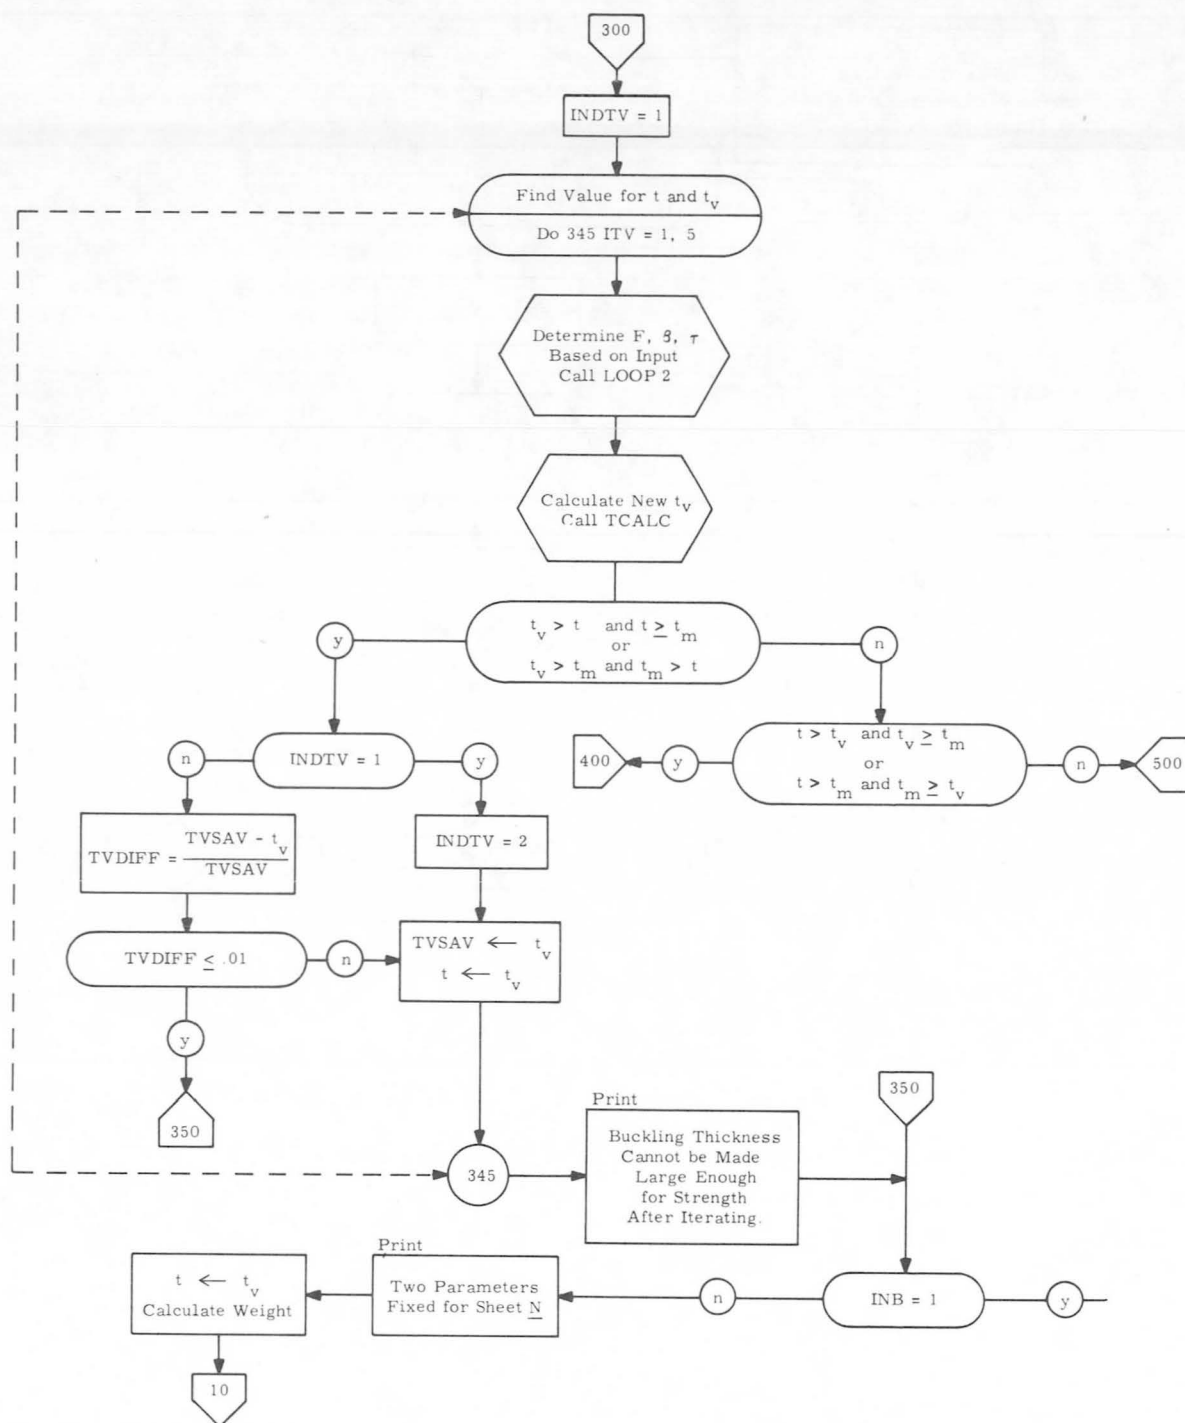 300
INDTV = 1
Find Value for t and t_v
Do 345 ITV = 1, 5
Determine F, β, τ
Based on Input
Call LOOP 2
Calculate New t_v
Call TCALC
t_v > t and t ≥ t_m
or
t_v > t_m and t_m > t
y
n
n
INDTV = 1
y
400
y
t > t_v and t_v ≥ t_m
or
t > t_m and t_m ≥ t_v
n
500
TVDIFF = (TVSAV - t_v) / TVSAV
INDTV = 2
TVDIFF ≤ .01
n
TVSAV ← t_v
t ← t_v
y
350
345
Print
Buckling Thickness
Cannot be Made
Large Enough
for Strength
After Iterating.
350
INB = 1
y
n
Print
Two Parameters
Fixed for Sheet N
t ← t_v
Calculate Weight
10